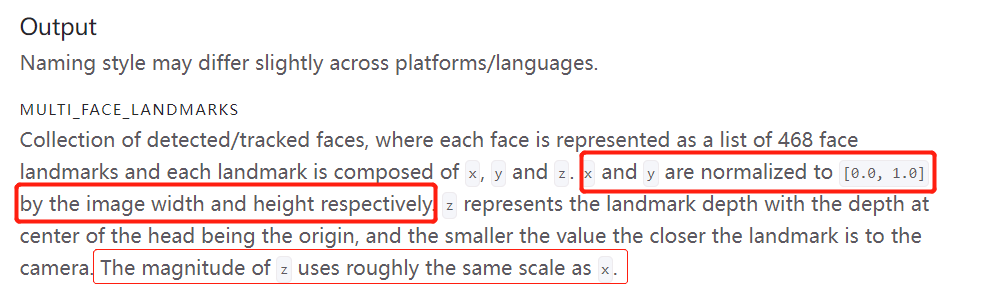 Output
Naming style may differ slightly across platforms/languages.
MULTI_FACE_LANDMARKS
Collection of detected/tracked faces, where each face is represented as a list of 468 face
landmarks and each landmark is composed of x, y and z. x and y are normalized to [0.0, 1.0]
by the image width and height respectively. z represents the landmark depth with the depth at
center of the head being the origin, and the smaller the value the closer the landmark is to the
camera. The magnitude of z uses roughly the same scale as x.